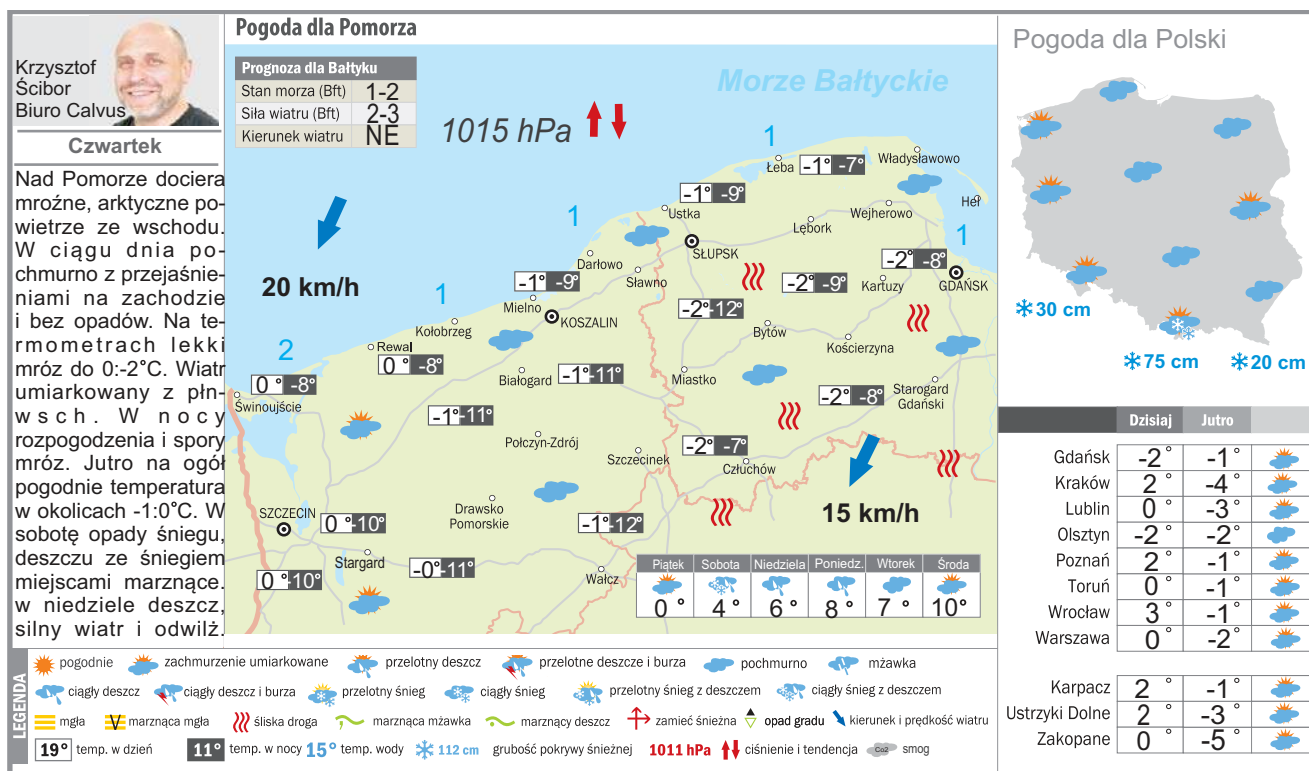 Krzysztof
Ścibor
Biuro Calvus
Czwartek
Nad Pomorze dociera
mroźne, arktyczne po-
wietrze ze wschodu.
W ciągu dnia po-
chmurno z przejaśnie-
niami na zachodzie
i bez opadów. Na te-
rmometrach lekki
mróz do 0:-2°C. Wiatr
umiarkowany z płn-
wsch. W nocy
rozpogodzenia i spory
mróz. Jutro na ogół
pogodnie temperatura
w okolicach -1:0°C. W
sobotę opady śniegu,
deszczu ze śniegiem
miejscami marznące.
w niedziele deszcz,
silny wiatr i odwilż.
Pogoda dla Pomorza
Prognoza dla Bałtyku
Stan morza (Bft) 1-2
Siła wiatru (Bft) 2-3
Kierunek wiatru NE
Morze Bałtyckie
1015 hPa
1
Łeba -1° -7°
Władysławowo
Hel
-1° -9°
Ustka
Wejherowo
Lębork
1
1
SŁUPSK
Darłowo
Sławno
-2° -8°
GDAŃSK
20 km/h
-1° -9°
Mielno
KOSZALIN
-2° -9°
Kartuzy
-2° -12°
Bytów
Kościerzyna
1
Kołobrzeg
2
Rewal
0° -8°
0° -8°
Świnoujście
Białogard
-1° -11°
Miastko
Starogard
Gdański
-2° -8°
-1° -11°
Połczyn-Zdrój
Szczecinek
-2° -7°
Człuchów
15 km/h
Drawsko
Pomorskie
SZCZECIN
0° -10°
-1° -12°
Stargard
-0° -11°
0° -10°
Wałcz
Piątek Sobota Niedziela Poniedz. Wtorek Środa
0° 4° 6° 8° 7° 10°
Pogoda dla Polski
30 cm
75 cm
20 cm
Dzisiaj Jutro
Gdańsk -2° -1°
Kraków 2° -4°
Lublin 0° -3°
Olsztyn -2° -2°
Poznań 2° -1°
Toruń 0° -1°
Wrocław 3° -1°
Warszawa 0° -2°
Karpacz 2° -1°
Ustrzyki Dolne 2° -3°
Zakopane 0° -5°
LEGENDA
pogodnie zachmurzenie umiarkowane przelotny deszcz przelotne deszcze i burza pochmurno mżawka
ciągły deszcz ciągły deszcz i burza przelotny śnieg ciągły śnieg przelotny śnieg z deszczem ciągły śnieg z deszczem
mgła marznąca mgła śliska droga marznąca mżawka marznący deszcz zamieć śnieżna opad gradu kierunek i prędkość wiatru
19° temp. w dzień 11° temp. w nocy 15° temp. wody 112 cm grubość pokrywy śnieżnej 1011 hPa ciśnienie i tendencja Co2 smog